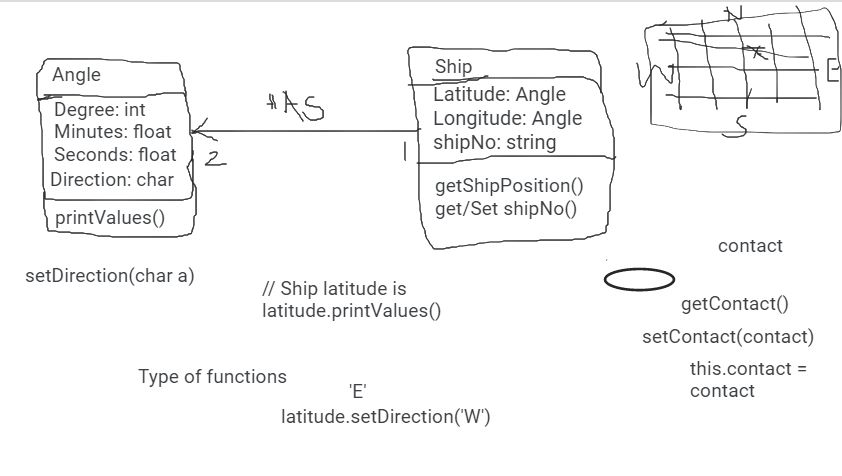 Angle
Degree: int
Minutes: float
Seconds: float
Direction: char
printValues()
HAS
2
1
Ship
Latitude: Angle
Longitude: Angle
shipNo: string
getShipPosition()
get/Set shipNo()
N
W
x
E
S
setDirection(char a)
// Ship latitude is
latitude.printValues()
contact
getContact()
setContact(contact)
this.contact =
contact
Type of functions
'E'
latitude.setDirection('W')